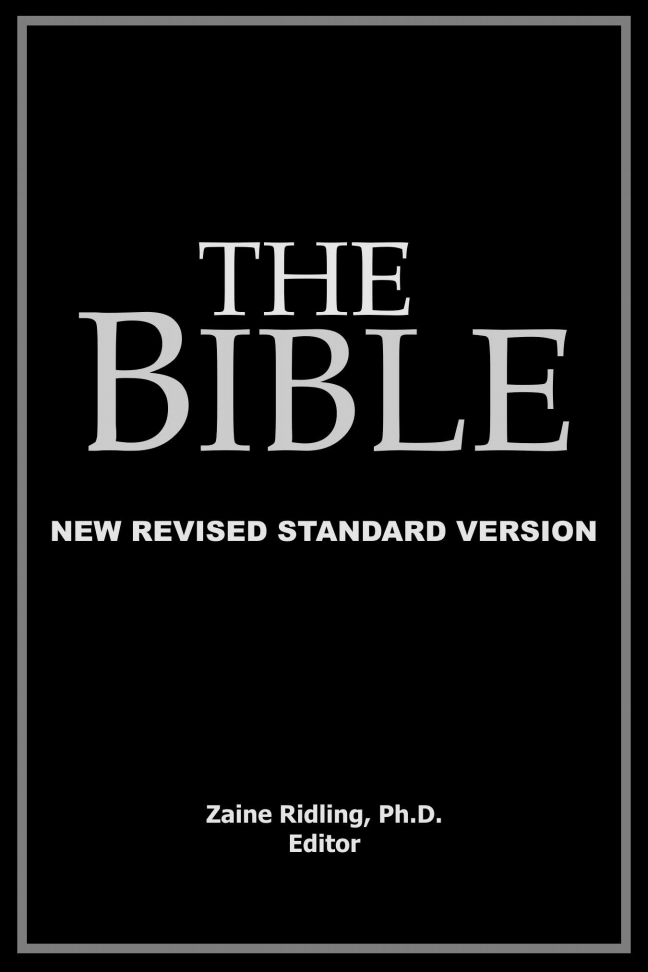 THE
BIBLE
NEW REVISED STANDARD VERSION
Zaine Ridling, Ph.D.
Editor